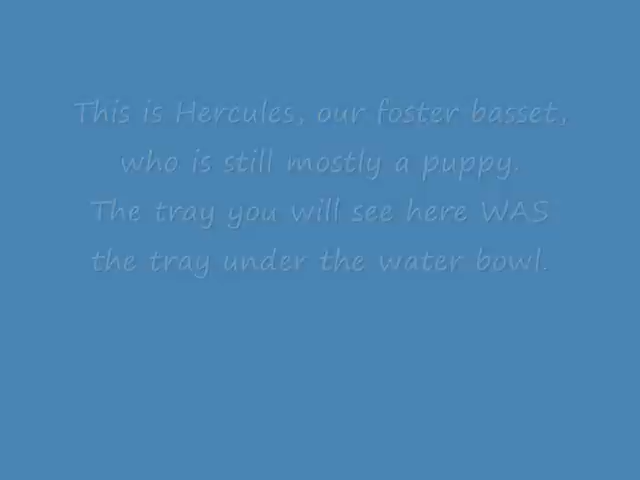 This is Hercules, our foster basset,
who is still mostly a puppy.
The tray you will see here WAS
the tray under the water bowl.